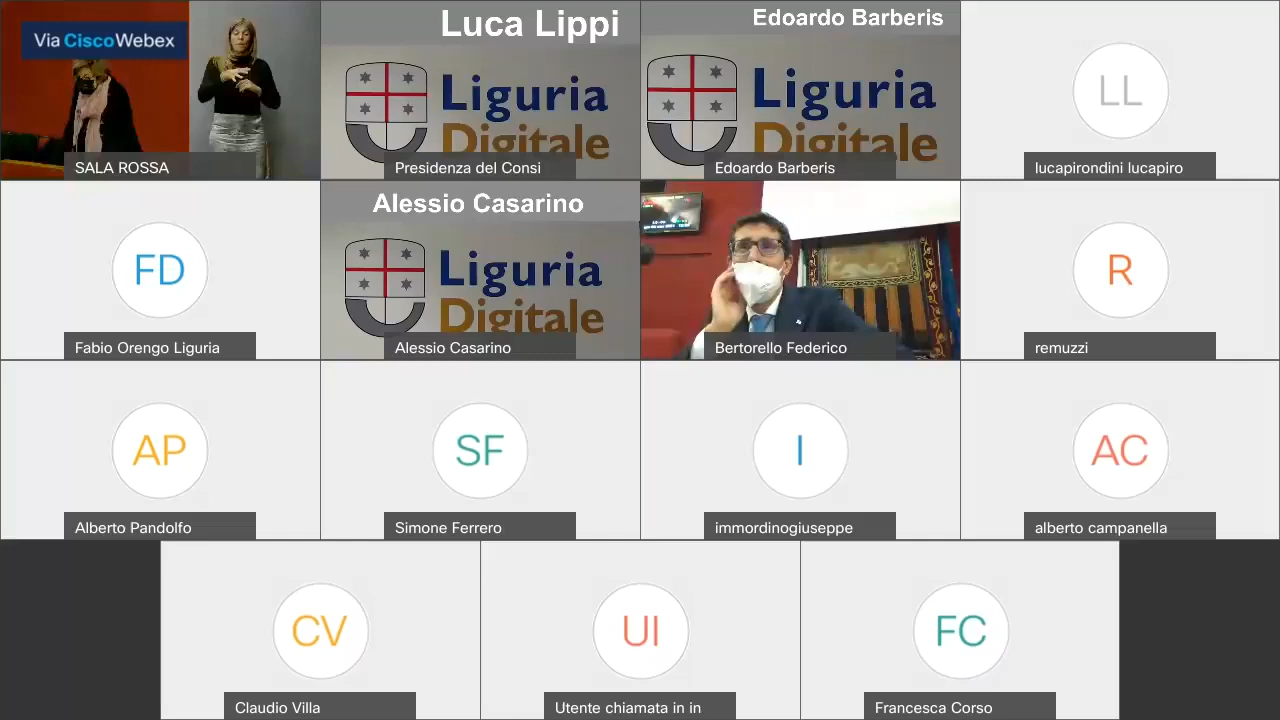 Via Cisco Webex
SALA ROSSA
Luca Lippi
Liguria
Digitale
Presidenza del Consi
Edoardo Barberis
Liguria
Digitale
Edoardo Barberis
LL
lucapirondini lucapiro
FD
Fabio Orengo Liguria
Alessio Casarino
Liguria
Digitale
Alessio Casarino
Bertorello Federico
R
remuzzi
AP
Alberto Pandolfo
SF
Simone Ferrero
I
immordinogiuseppe
AC
alberto campanella
CV
Claudio Villa
UI
Utente chiamata in in
FC
Francesca Corso